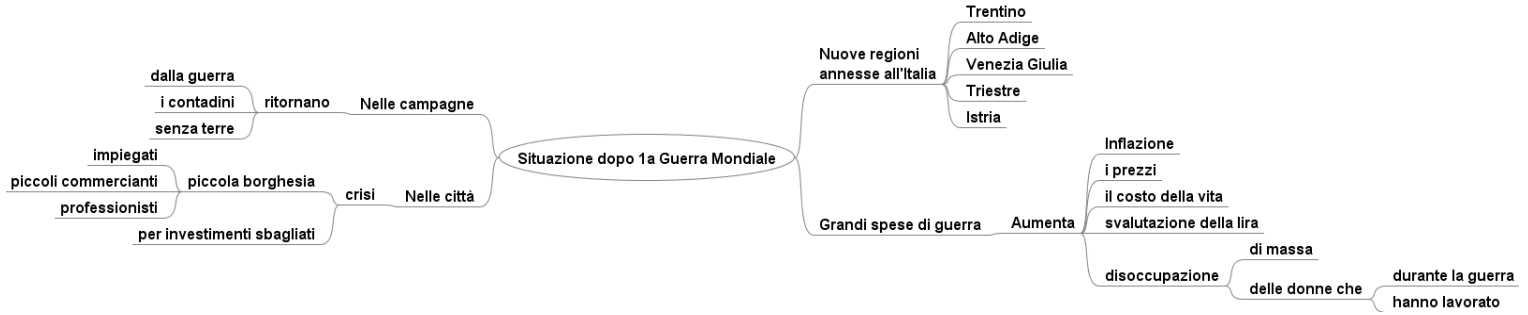 Situazione dopo 1a Guerra Mondiale
Nuove regioni
annesse all'Italia
Trentino
Alto Adige
Venezia Giulia
Triestre
Istria
Grandi spese di guerra
Aumenta
Inflazione
i prezzi
il costo della vita
svalutazione della lira
disoccupazione
di massa
delle donne che
durante la guerra
hanno lavorato
Nelle campagne
ritornano
dalla guerra
i contadini
senza terre
Nelle città
crisi
piccola borghesia
impiegati
piccoli commercianti
professionisti
per investimenti sbagliati